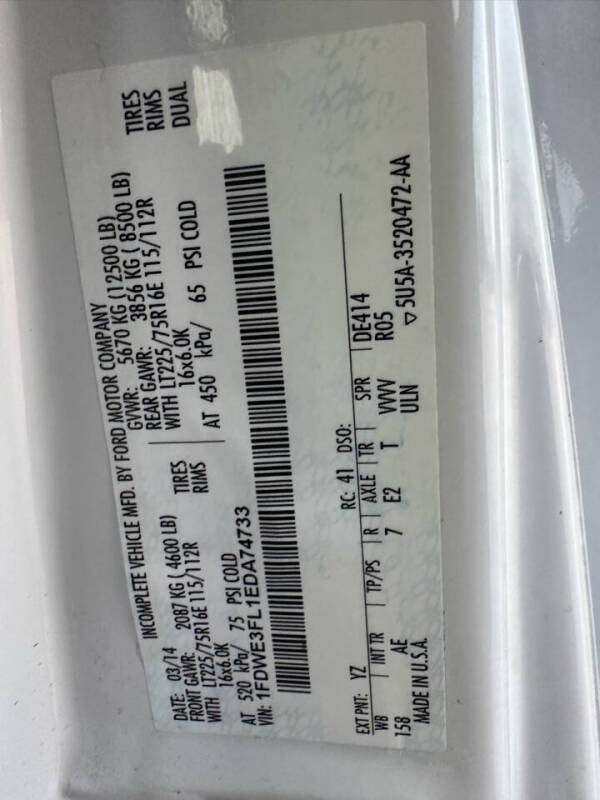 INCOMPLETE VEHICLE MFD. BY FORD MOTOR COMPANY
DATE: 03/14 GVWR: 5670 KG (12500 LB)
FRONT GAWR: 2087 KG ( 4600 LB) REAR GAWR: 3856 KG ( 8500 LB)
WITH LT225/75R16E 115/112R TIRES WITH LT225/75R16E 115/112R TIRES
16x6.0K RIMS 16x6.0K RIMS
AT 520 kPa/ 75 PSI COLD AT 450 kPa/ 65 PSI COLD DUAL
VIN: 1FDWE3FL1EDA74733
EXT PNT: YZ RC: 41 DSO:
WB INT TR TP/PS R AXLE TR SPR DE414
158 AE 7 E2 T VVVV R05
MADE IN U.S.A. ULN ▽5U5A-3520472-AA